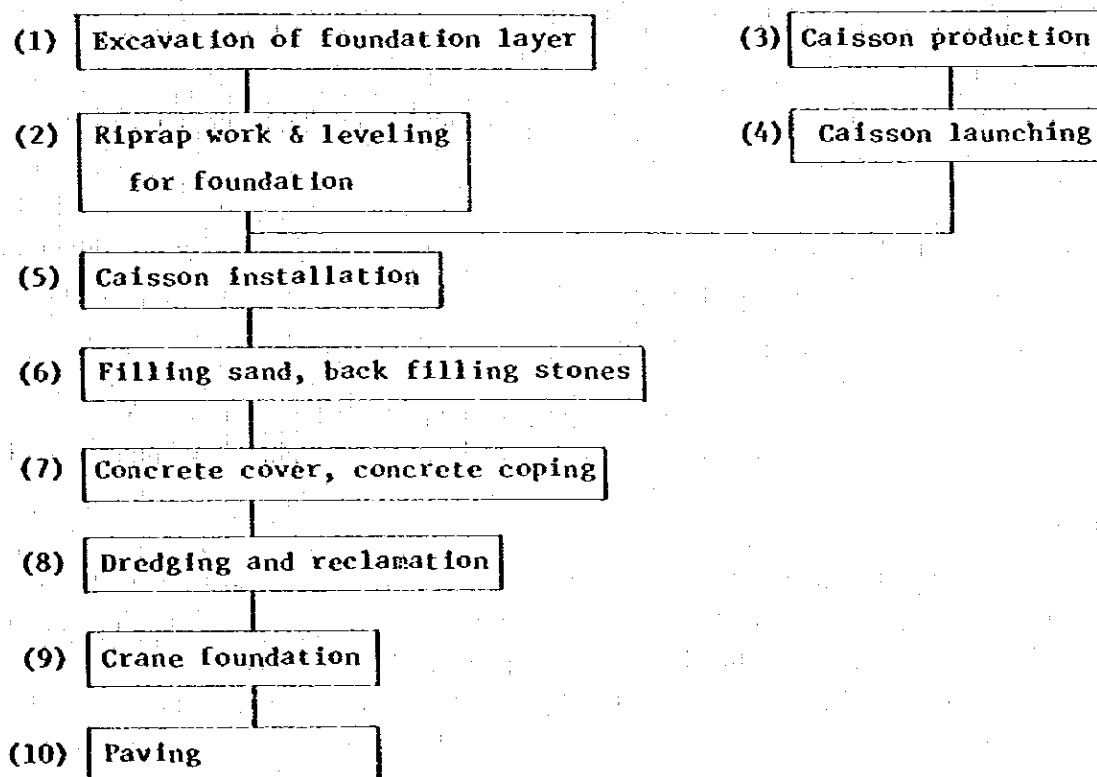 (1) Excavation of foundation layer
(3) Caisson production
(2) Riprap work & leveling
for foundation
(4) Caisson launching
(5) Caisson installation
(6) Filling sand, back filling stones
(7) Concrete cover, concrete coping
(8) Dredging and reclamation
(9) Crane foundation
(10) Paving